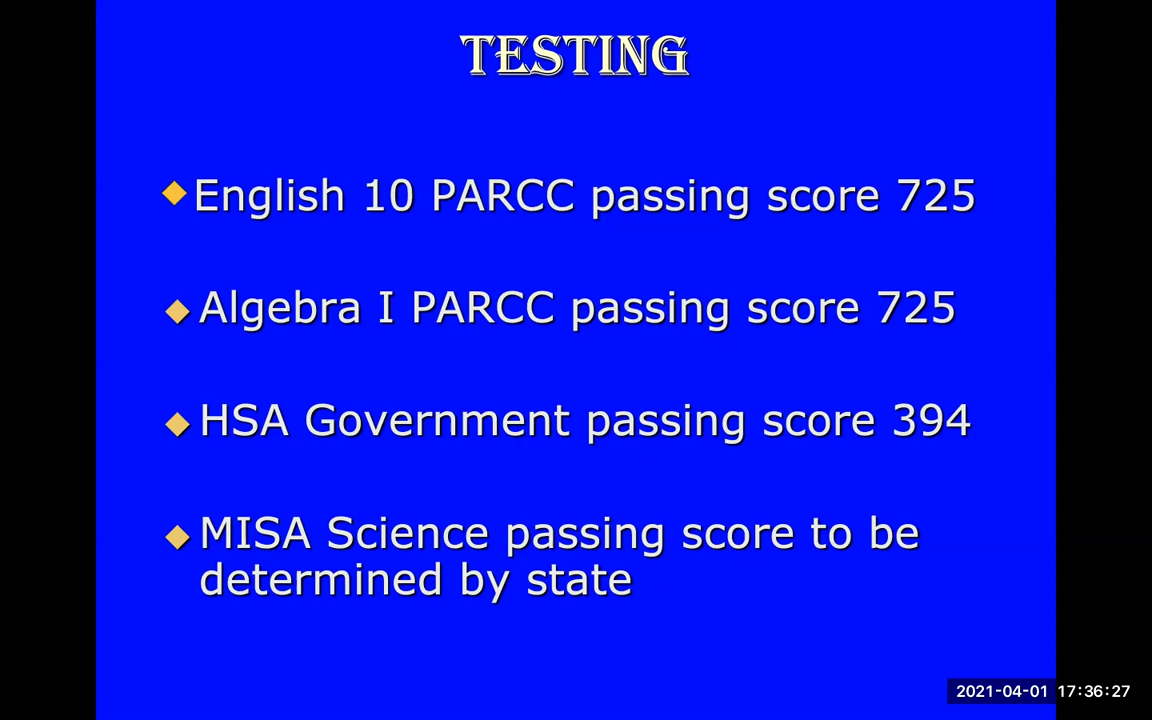 TESTING
English 10 PARCC passing score 725
Algebra I PARCC passing score 725
HSA Government passing score 394
MISA Science passing score to be
determined by state
2021-04-01 17:36:27